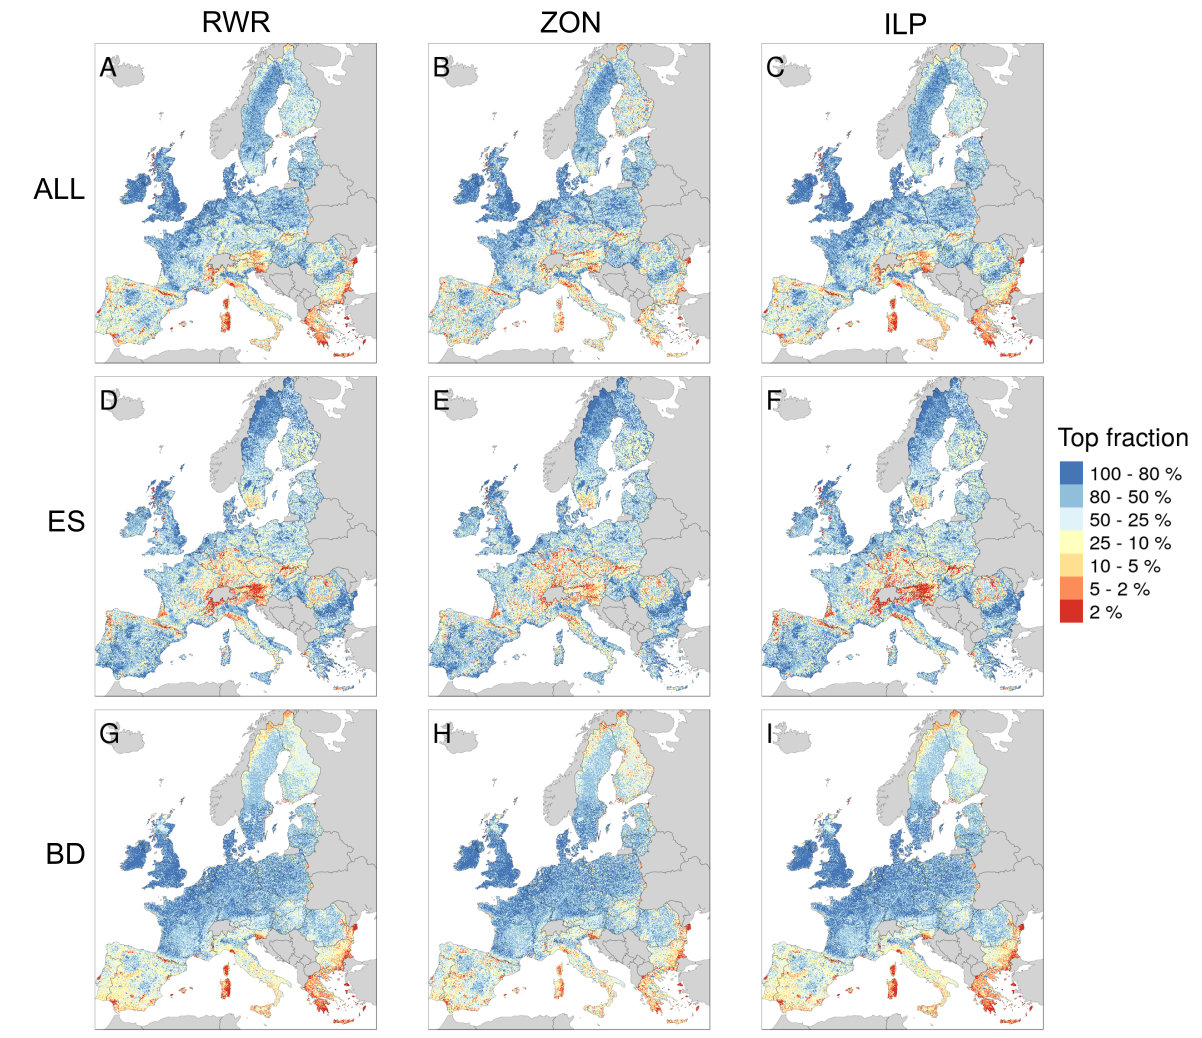 RWR ZON ILP
A B C
ALL
D E F
ES
Top fraction
100 - 80 %
80 - 50 %
50 - 25 %
25 - 10 %
10 - 5 %
5 - 2 %
2 %
G H I
BD